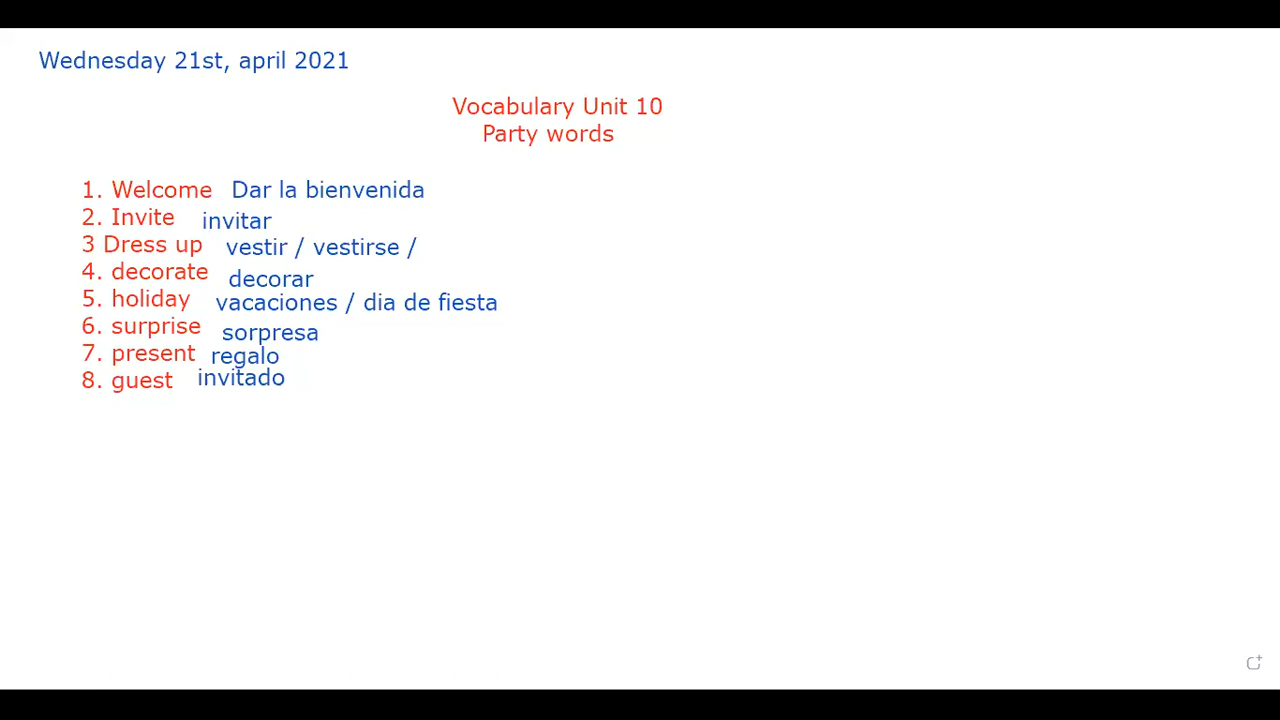 Wednesday 21st, april 2021
Vocabulary Unit 10
Party words
1. Welcome Dar la bienvenida
2. Invite invitar
3 Dress up vestir / vestirse /
4. decorate decorar
5. holiday vacaciones / dia de fiesta
6. surprise sorpresa
7. present regalo
8. guest invitado